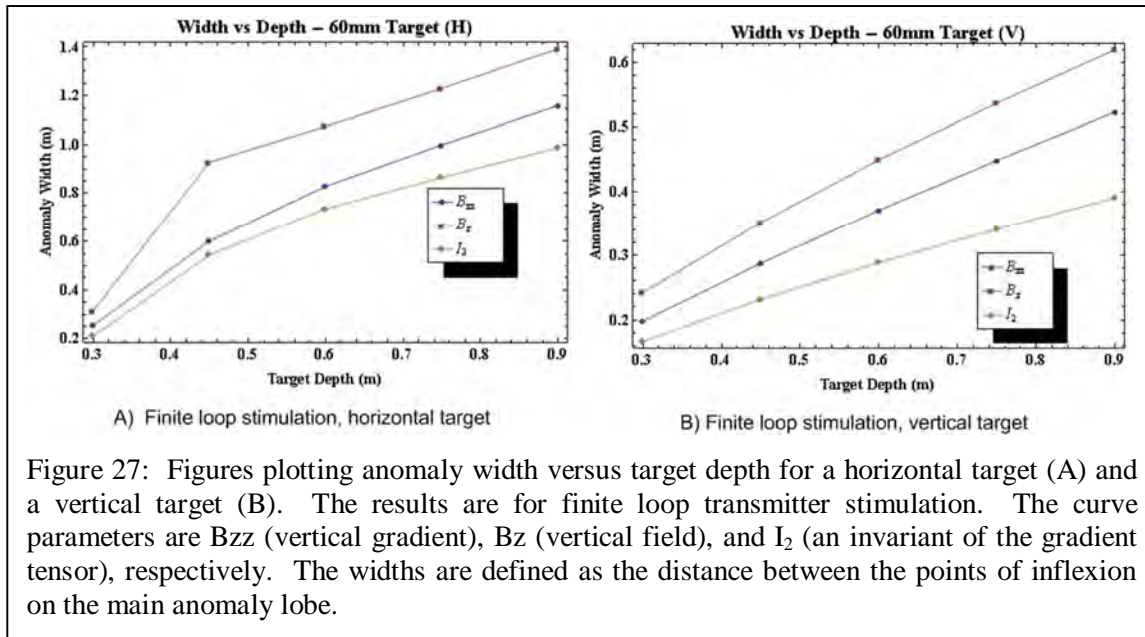 Width vs Depth – 60mm Target (H)
Anomaly Width (m)
1.4
1.2
1.0
0.8
0.6
0.4
0.2
0.3 0.4 0.5 0.6 0.7 0.8 0.9
Target Depth (m)
Bzz
Bz
I2
A) Finite loop stimulation, horizontal target
Width vs Depth – 60mm Target (V)
Anomaly Width (m)
0.6
0.5
0.4
0.3
0.2
0.3 0.4 0.5 0.6 0.7 0.8 0.9
Target Depth (m)
Bzz
Bz
I2
B) Finite loop stimulation, vertical target
Figure 27: Figures plotting anomaly width versus target depth for a horizontal target (A) and
a vertical target (B). The results are for finite loop transmitter stimulation. The curve
parameters are Bzz (vertical gradient), Bz (vertical field), and I2 (an invariant of the gradient
tensor), respectively. The widths are defined as the distance between the points of inflexion
on the main anomaly lobe.